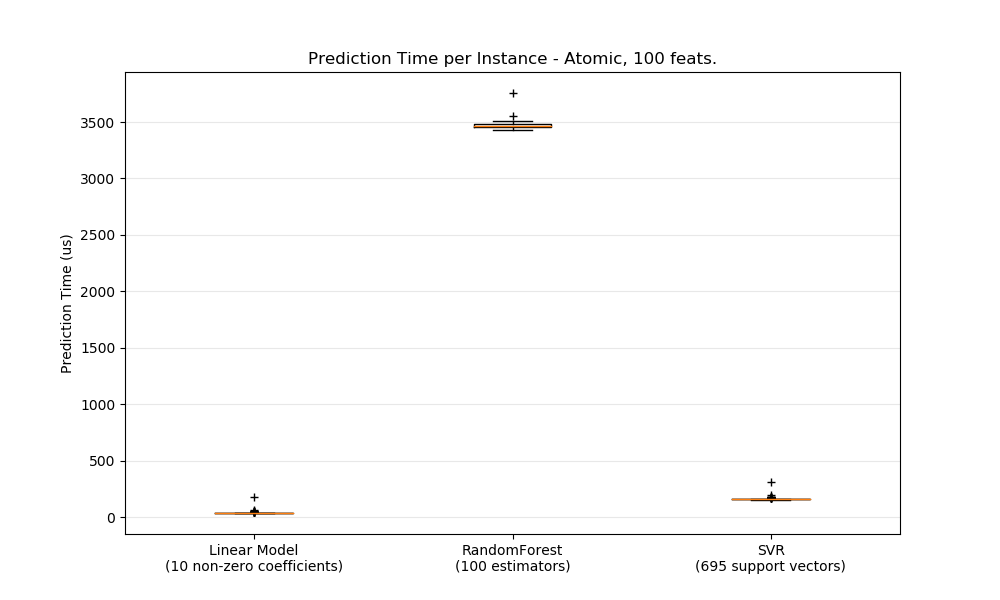 Prediction Time per Instance - Atomic, 100 feats.
Prediction Time (us)
3500
3000
2500
2000
1500
1000
500
0
Linear Model
(10 non-zero coefficients)
RandomForest
(100 estimators)
SVR
(695 support vectors)